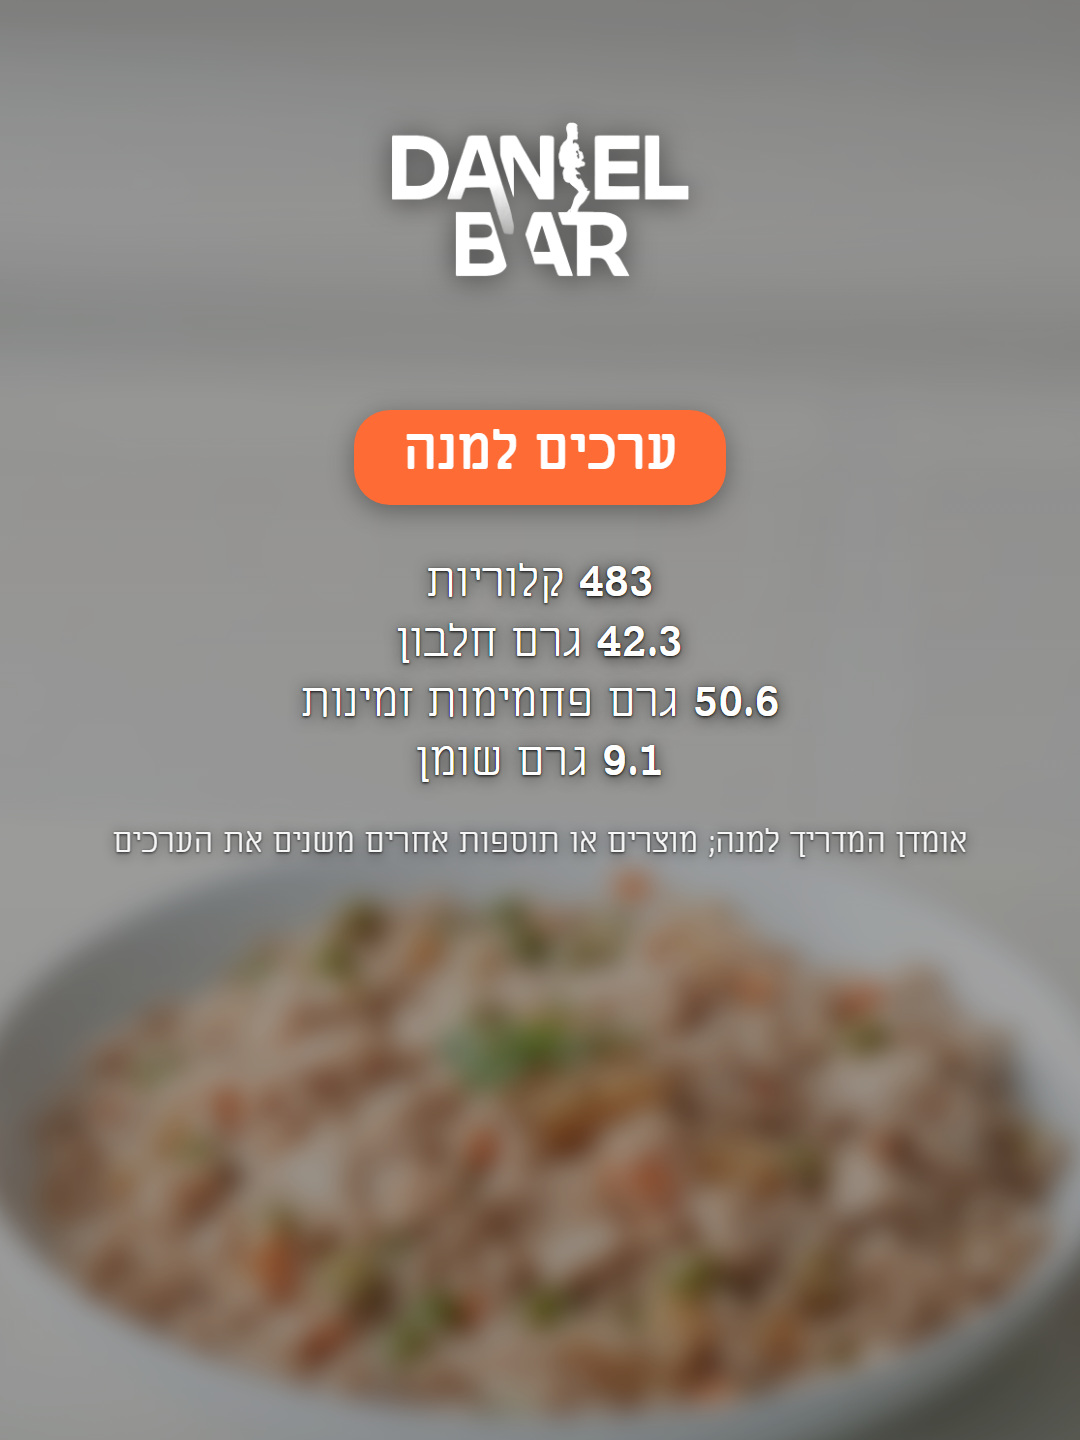 DANIEL
BAR
ערכים למנה
483 קלוריות
42.3 גרם חלבון
50.6 גרם פחמימות זמינות
9.1 גרם שומן
אומדן המדריך למנה; מוצרים או תוספות אחרים משנים את הערכים